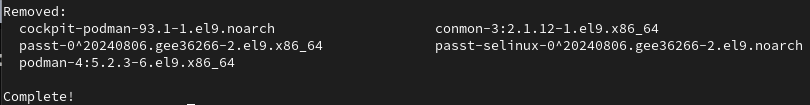 Removed:
cockpit-podman-93.1-1.el9.noarch conmon-3:2.1.12-1.el9.x86_64
passt-0^20240806.gee36266-2.el9.x86_64 passt-selinux-0^20240806.gee36266-2.el9.noarch
podman-4:5.2.3-6.el9.x86_64
Complete!